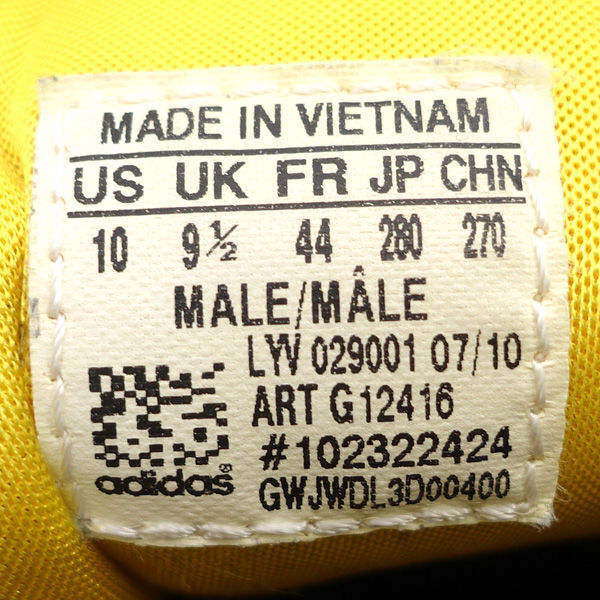 MADE IN VIETNAM
US UK FR JP CHN
10 9½ 44 280 270
MALE/MÂLE
LYV 029001 07/10
ART G12416
#102322424
adidas® GWJWDL3D00400